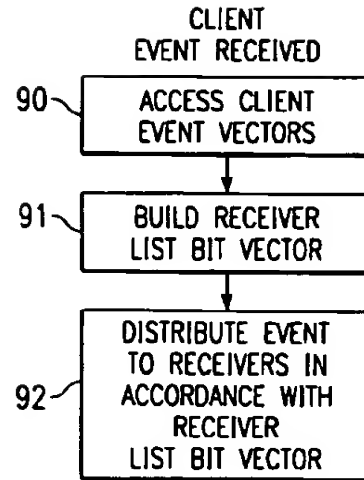 CLIENT
EVENT RECEIVED
90
ACCESS CLIENT
EVENT VECTORS
91
BUILD RECEIVER
LIST BIT VECTOR
92
DISTRIBUTE EVENT
TO RECEIVERS IN
ACCORDANCE WITH
RECEIVER
LIST BIT VECTOR